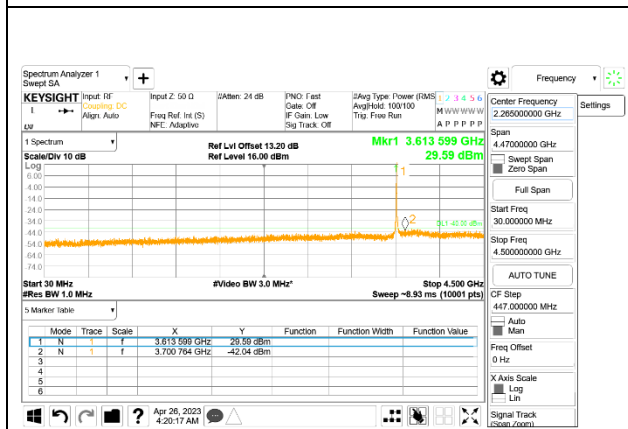 Spectrum Analyzer 1
Swept SA
+
Frequency
KEYSIGHT
Input: RF
Coupling: DC
Align: Auto
Input Z: 50 Ω
Freq Ref: Int (S)
NFE: Adaptive
#Atten: 24 dB
PNO: Fast
Gate: Off
IF Gain: Low
Sig Track: Off
#Avg Type: Power (RMS
Avg|Hold: 100/100
Trig: Free Run
1 2 3 4 5 6
M W W W W W
A P P P P P
1 Spectrum
Scale/Div 10 dB
Ref Lvl Offset 13.20 dB
Ref Level 16.00 dBm
Mkr1 3.613 599 GHz
29.59 dBm
Log
6.00
-4.00
-14.0
-24.0
-34.0
-44.0
-54.0
-64.0
-74.0
1
2
Start 30 MHz
#Res BW 1.0 MHz
#Video BW 3.0 MHz*
Stop 4.500 GHz
Sweep ~8.93 ms (10001 pts)
5 Marker Table
Mode Trace Scale X Y Function Function Width Function Value
1 N 1 f 3.613 599 GHz 29.59 dBm
2 N 1 f 3.700 764 GHz -42.04 dBm
3
4
5
6
Apr 26, 2023
4:20:17 AM
Center Frequency
2.265000000 GHz
Settings
Span
4.47000000 GHz
Swept Span
Zero Span
Full Span
Start Freq
30.000000 MHz
Stop Freq
4.500000000 GHz
AUTO TUNE
CF Step
447.000000 MHz
Auto
Man
Freq Offset
0 Hz
X Axis Scale
Log
Lin
Signal Track
(Span Zoom)